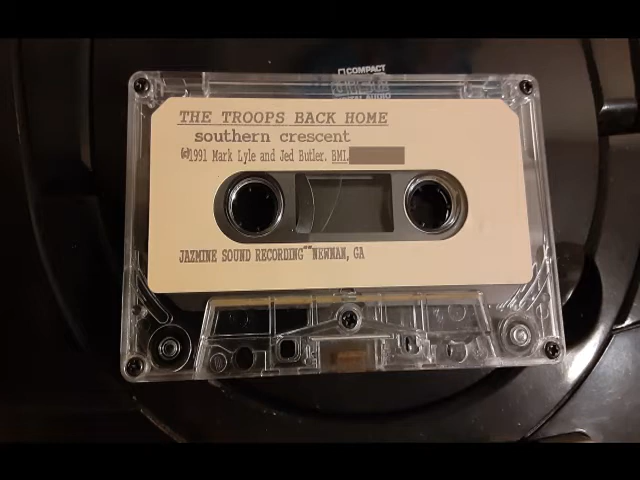 COMPACT
THE TROOPS BACK HOME
southern crescent
©1991 Mark Lyle and Jed Butler. BMI.
JAZMINE SOUND RECORDING--NEWNAN, GA